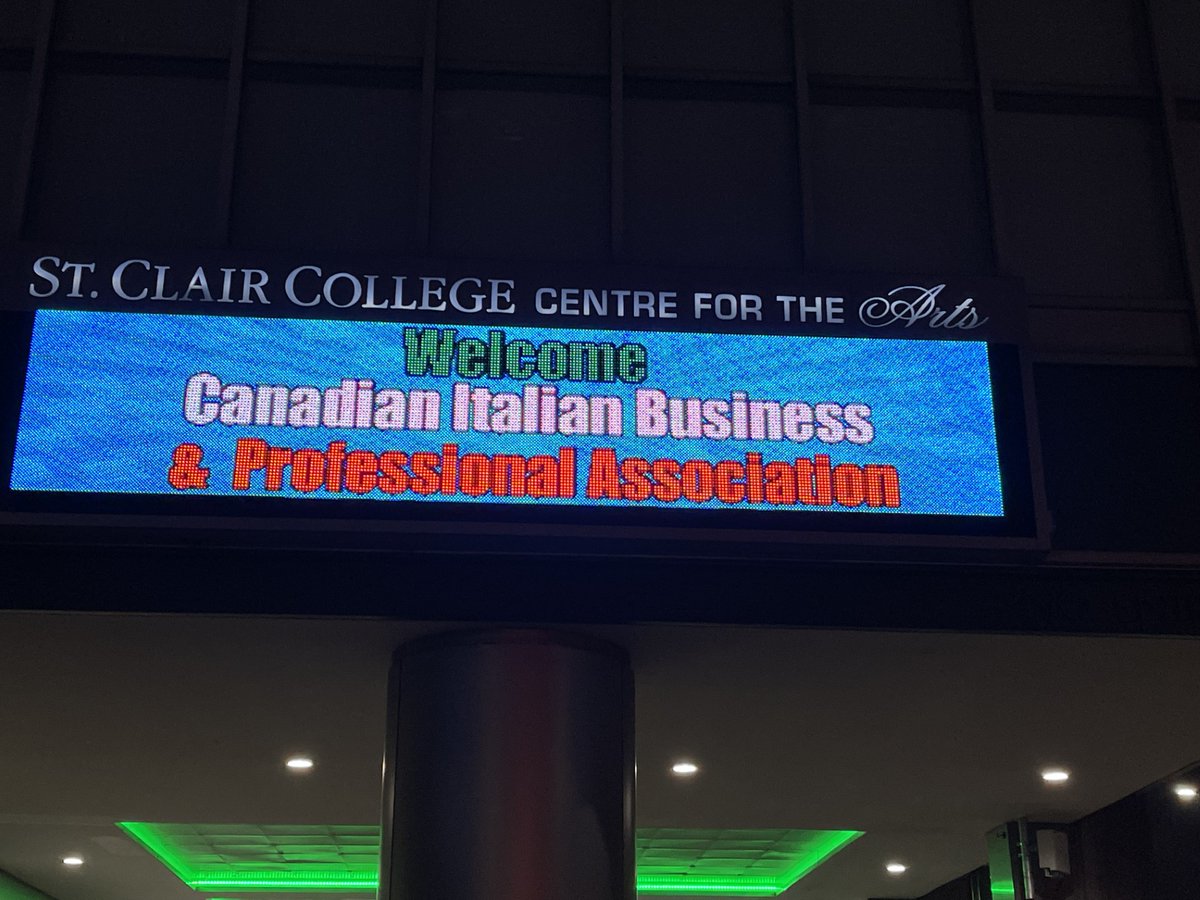 ST. CLAIR COLLEGE CENTRE FOR THE Arts
Welcome
Canadian Italian Business
& Professional Association